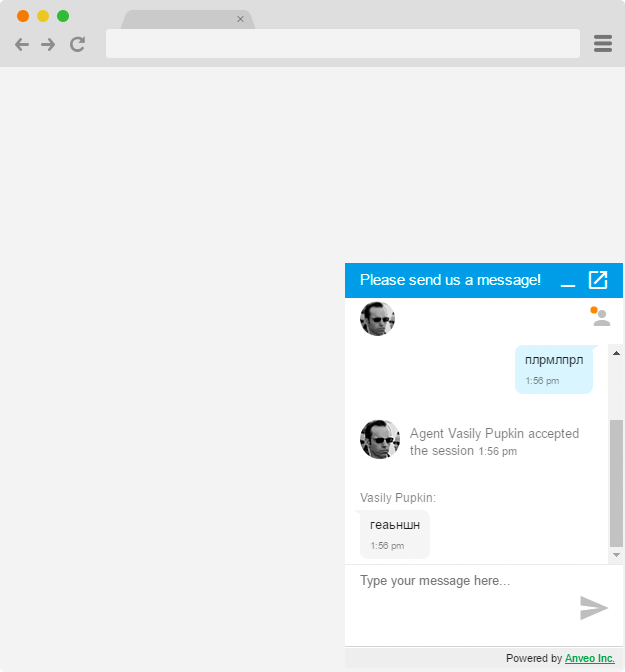 Please send us a message!
плрмлпрл
1:56 pm
Agent Vasily Pupkin accepted
the session 1:56 pm
Vasily Pupkin:
геаьншн
1:56 pm
Type your message here...
Powered by Anveo Inc.